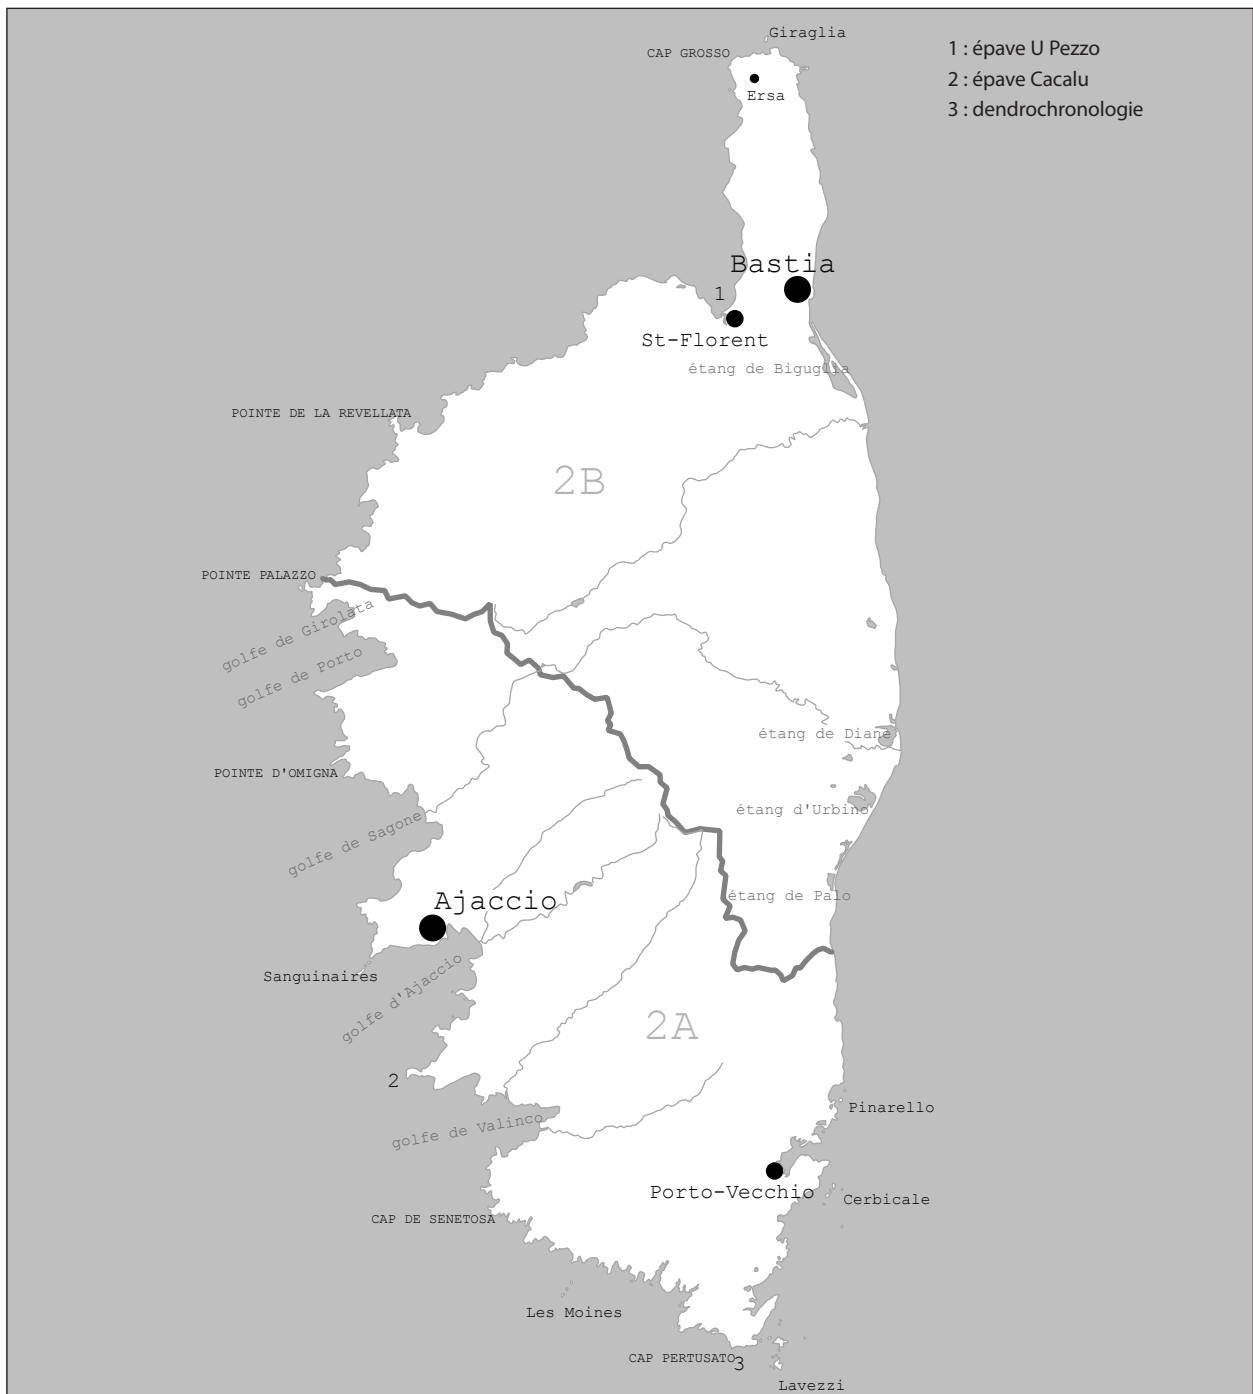 Giraglia
CAP GROSSO
Ersa
1 : épave U Pezzo
2 : épave Cacalu
3 : dendrochronologie
Bastia
1
St-Florent
étang de Biguglia
POINTE DE LA REVELLATA
2B
POINTE PALAZZO
golfe de Girolata
golfe de Porto
étang de Diane
POINTE D'OMIGNA
étang d'Urbino
golfe de Sagone
étang de Palo
Ajaccio
Sanguinaires
golfe d'Ajaccio
2A
2
Pinarello
golfe de Valinco
Porto-Vecchio
Cerbicale
CAP DE SENETOSA
Les Moines
CAP PERTUSATO
3
Lavezzi